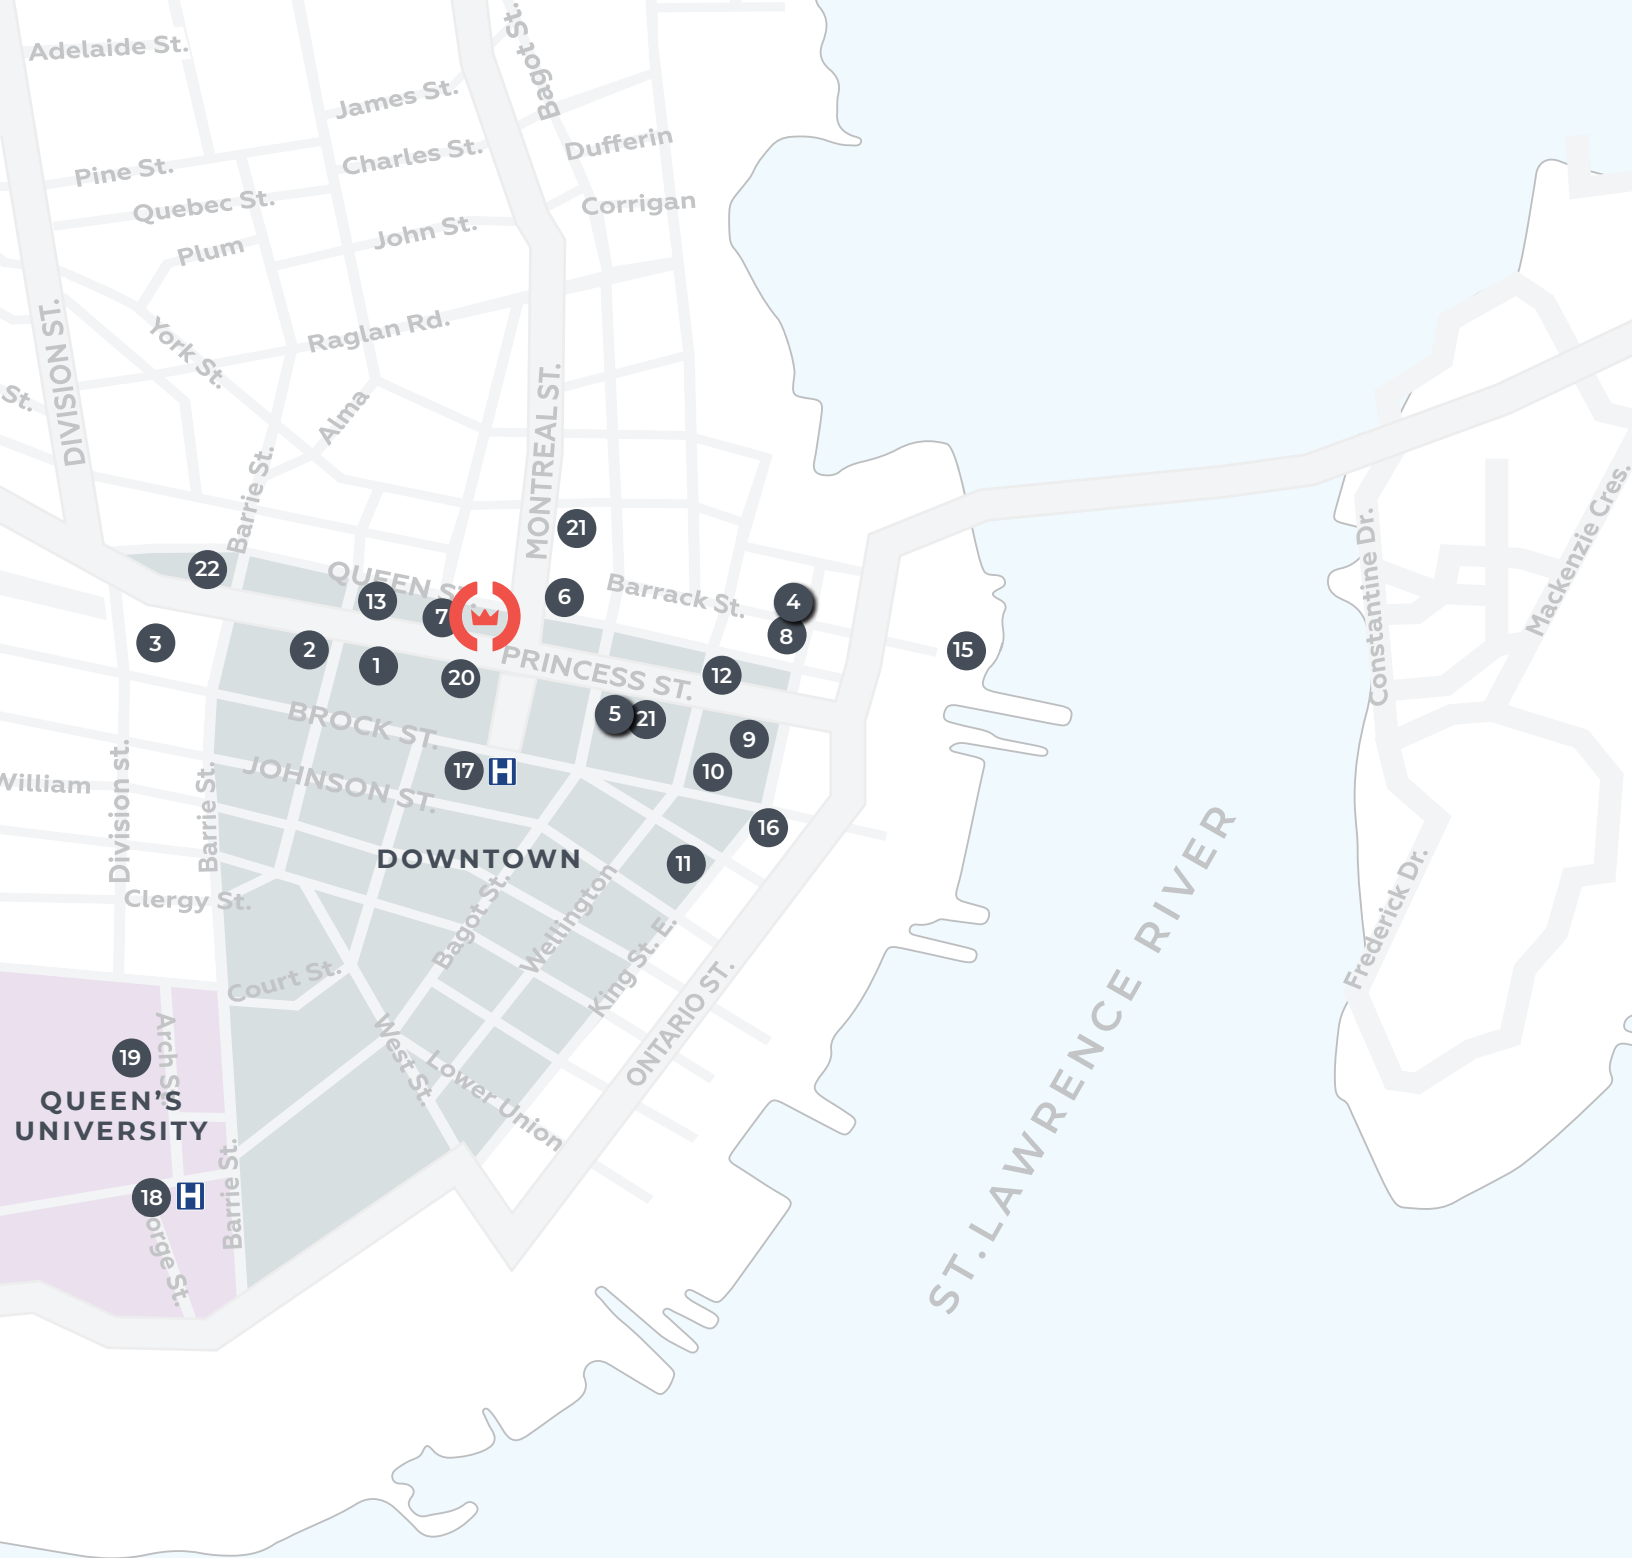 Bagot St.
Adelaide St.
James St.
Dufferin
Charles St.
Pine St.
Quebec St.
Corrigan
John St.
Plum
Raglan Rd.
York St.
DIVISION ST.
St.
Alma
MONTREAL ST.
Barrie St.
Mackenzie Cres.
Constantine Dr.
21
22
QUEEN ST.
Barrack St.
13
7
6
4
8
3
2
1
20
15
PRINCESS ST.
12
5
21
9
BROCK ST.
17
H
10
JOHNSON ST.
William
Division st.
Barrie St.
16
DOWNTOWN
11
Clergy St.
Bagot St.
Wellington
King St. E.
ONTARIO ST.
Court St.
West St.
Lower Union
Arch St.
19
QUEEN'S
UNIVERSITY
18
H
orge St.
Barrie St.
ST. LAWRENCE RIVER
Frederick Dr.